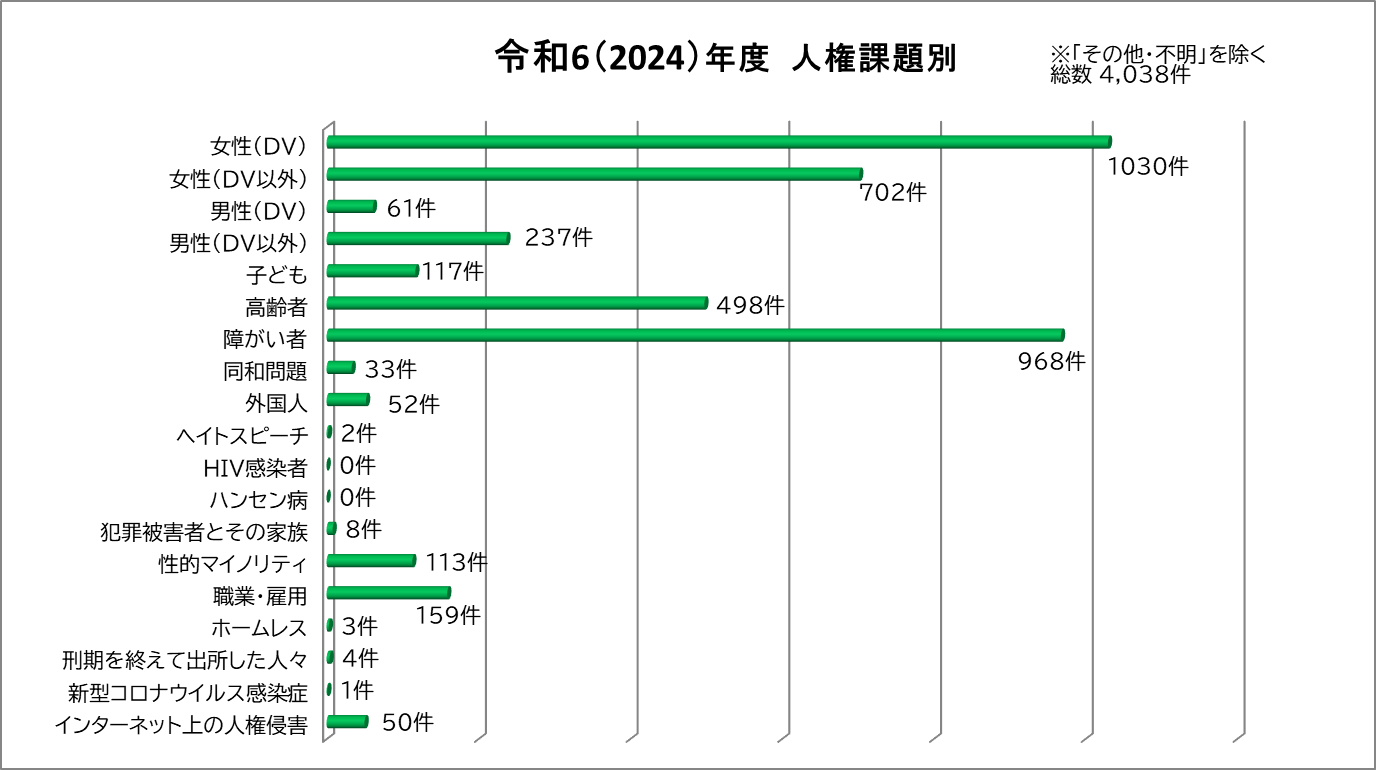 令和6（2024）年度　人権課題別
※「その他・不明」を除く
総数 4,038件
女性（DV）
1030件
女性（DV以外）
702件
男性（DV）
61件
男性（DV以外）
237件
子ども
117件
高齢者
498件
障がい者
968件
同和問題
33件
外国人
52件
ヘイトスピーチ
2件
HIV感染者
0件
ハンセン病
0件
犯罪被害者とその家族
8件
性的マイノリティ
113件
職業・雇用
159件
ホームレス
3件
刑期を終えて出所した人々
4件
新型コロナウイルス感染症
1件
インターネット上の人権侵害
50件